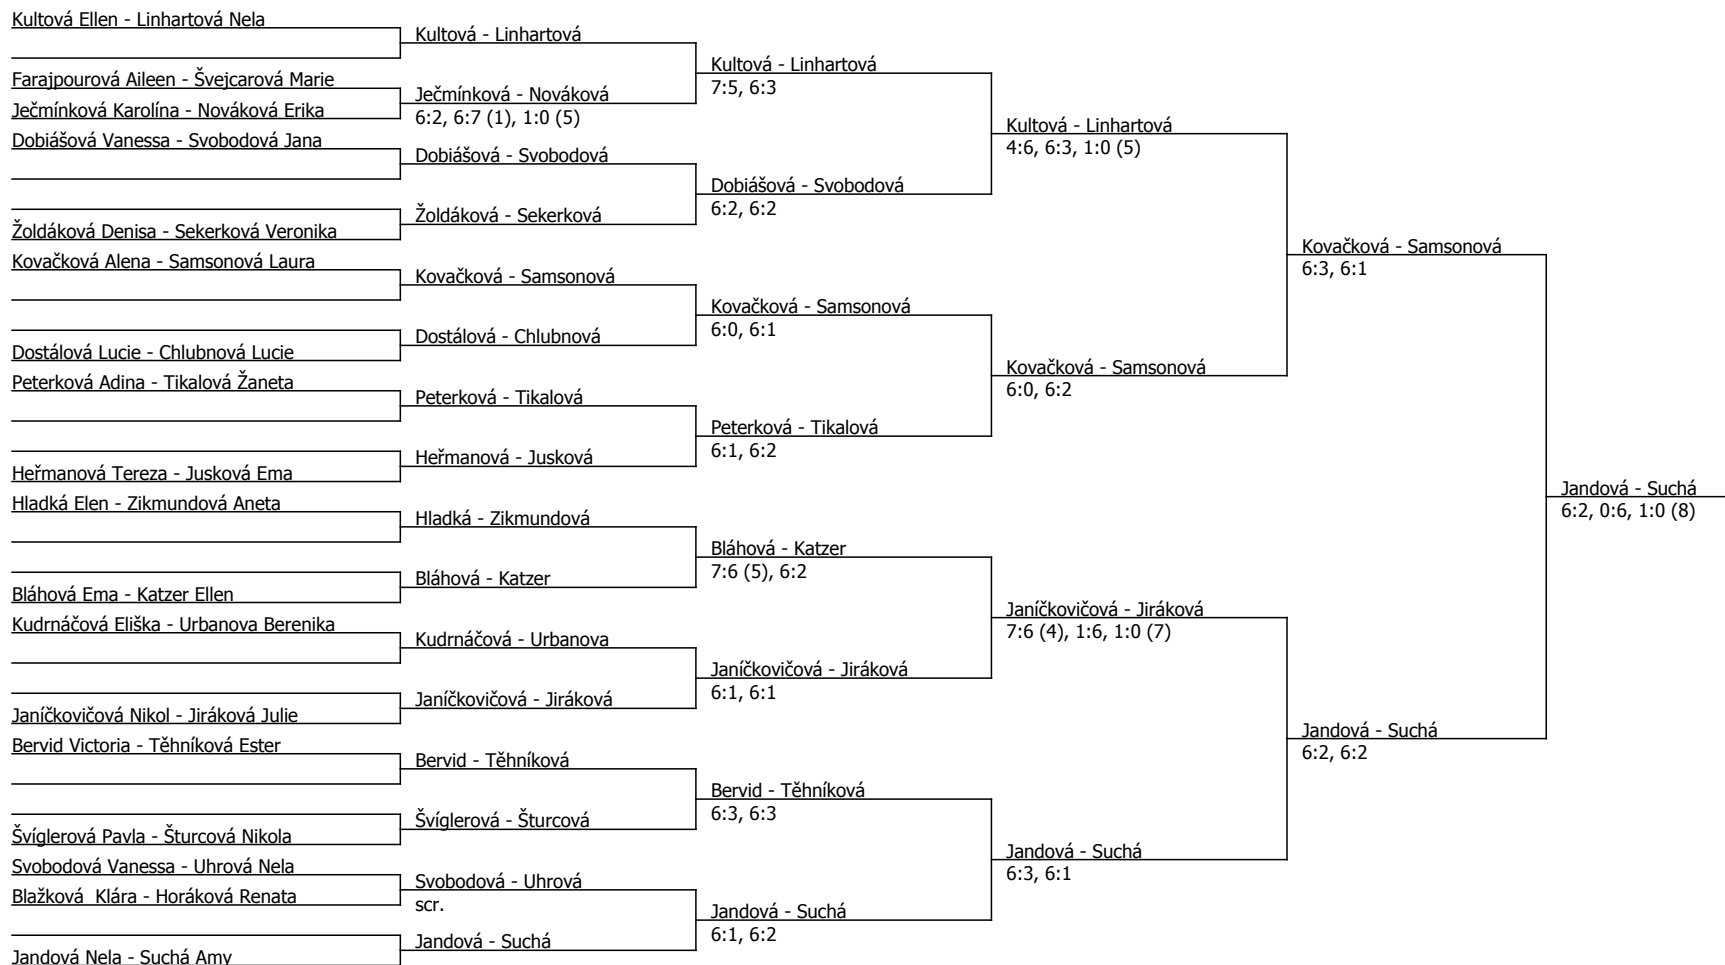 Kultová Ellen - Linhartová Nela
Farajpourová Aileen - Švejcarová Marie
Ječmínková Karolína - Nováková Erika
Dobiášová Vanessa - Svobodová Jana
Žoldáková Denisa - Sekerková Veronika
Kovačková Alena - Samsonová Laura
Dostálová Lucie - Chlubnová Lucie
Peterková Adina - Tikalová Žaneta
Heřmanová Tereza - Jusková Ema
Hladká Elen - Zikmundová Aneta
Bláhová Ema - Katzer Ellen
Kudrnáčová Eliška - Urbanova Berenika
Janíčkovičová Nikol - Jiráková Julie
Bervid Victoria - Těhníková Ester
Švíglerová Pavla - Šturcová Nikola
Svobodová Vanessa - Uhrová Nela
Blažková  Klára - Horáková Renata
Jandová Nela - Suchá Amy
Kultová - Linhartová
Ječmínková - Nováková
6:2, 6:7 (1), 1:0 (5)
Dobiášová - Svobodová
Žoldáková - Sekerková
Kovačková - Samsonová
Dostálová - Chlubnová
Peterková - Tikalová
Heřmanová - Jusková
Hladká - Zikmundová
Bláhová - Katzer
Kudrnáčová - Urbanova
Janíčkovičová - Jiráková
Bervid - Těhníková
Švíglerová - Šturcová
Svobodová - Uhrová
scr.
Jandová - Suchá
Kultová - Linhartová
7:5, 6:3
Dobiášová - Svobodová
6:2, 6:2
Kovačková - Samsonová
6:0, 6:1
Peterková - Tikalová
6:1, 6:2
Bláhová - Katzer
7:6 (5), 6:2
Janíčkovičová - Jiráková
6:1, 6:1
Bervid - Těhníková
6:3, 6:3
Jandová - Suchá
6:1, 6:2
Kultová - Linhartová
4:6, 6:3, 1:0 (5)
Kovačková - Samsonová
6:0, 6:2
Janíčkovičová - Jiráková
7:6 (4), 1:6, 1:0 (7)
Jandová - Suchá
6:3, 6:1
Kovačková - Samsonová
6:3, 6:1
Jandová - Suchá
6:2, 6:2
Jandová - Suchá
6:2, 0:6, 1:0 (8)